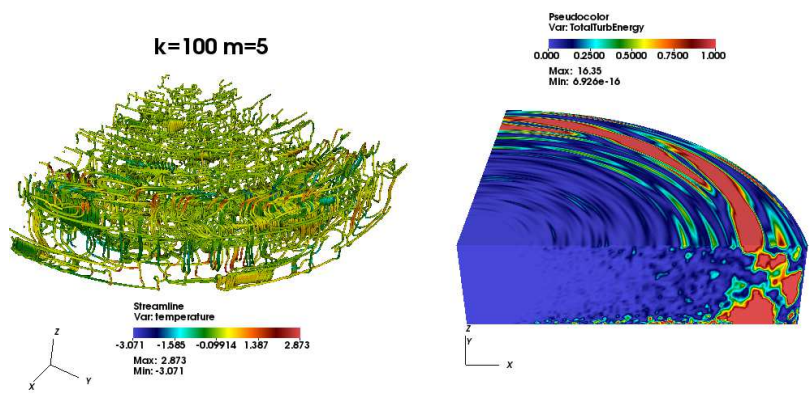 k=100 m=5
Streamline
Var: temperature
-3.071 -1.585 -0.09914 1.387 2.873
Max: 2.873
Min: -3.071
Z
X
Y
Pseudocolor
Var: TotalTurbEnergy
0.000 0.2500 0.5000 0.7500 1.000
Max: 16.35
Min: 6.926e-16
Z
Y
X